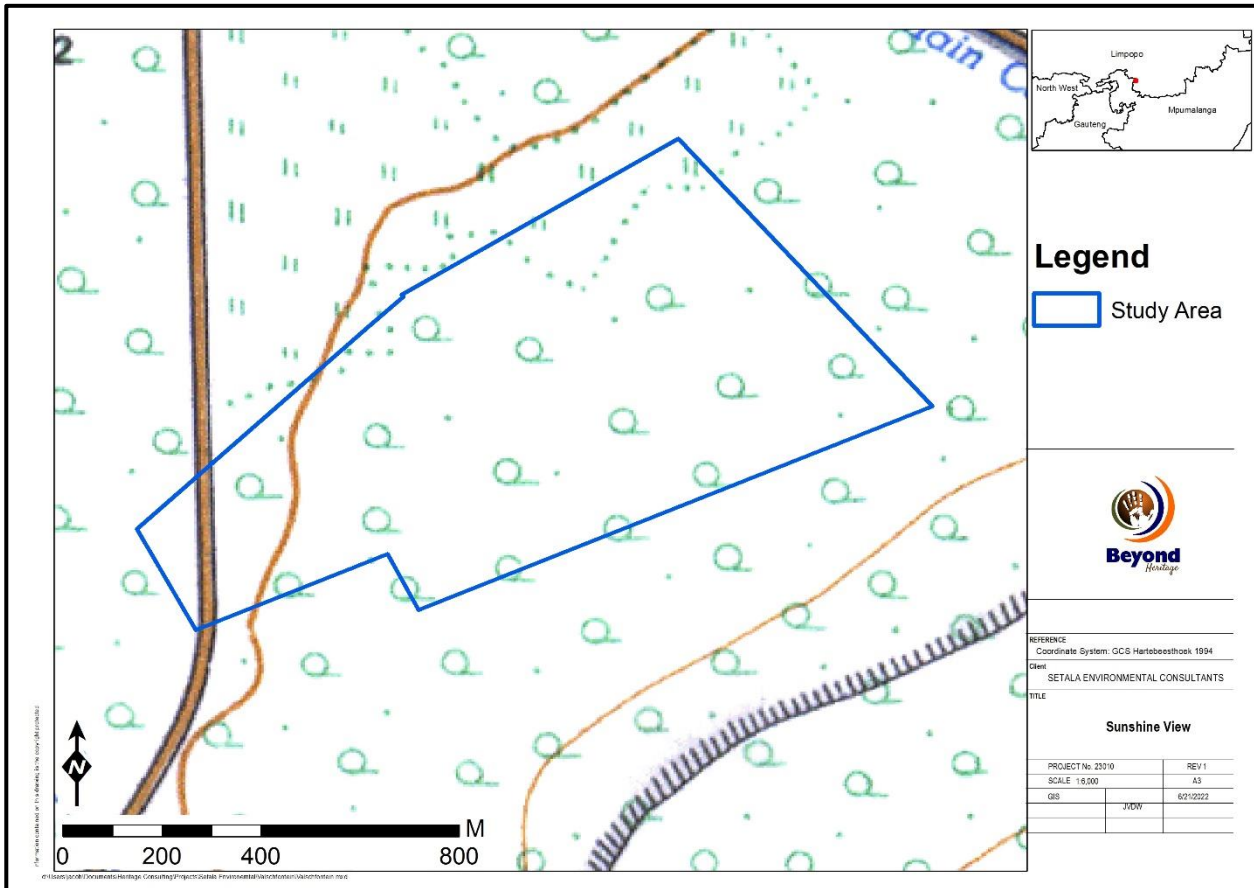 2
ain C
Limpopo
North West
Mpumalanga
Gauteng
Legend
Study Area
Beyond
Heritage
REFERENCE
Coordinate System: GCS Hartebeesthoek 1994
Client
SETALA ENVIRONMENTAL CONSULTANTS
TITLE
Sunshine View
PROJECT No. 23010 REV 1
SCALE 1:6,000 A3
GIS JVDW 6/21/2022
N
M
0 200 400 800